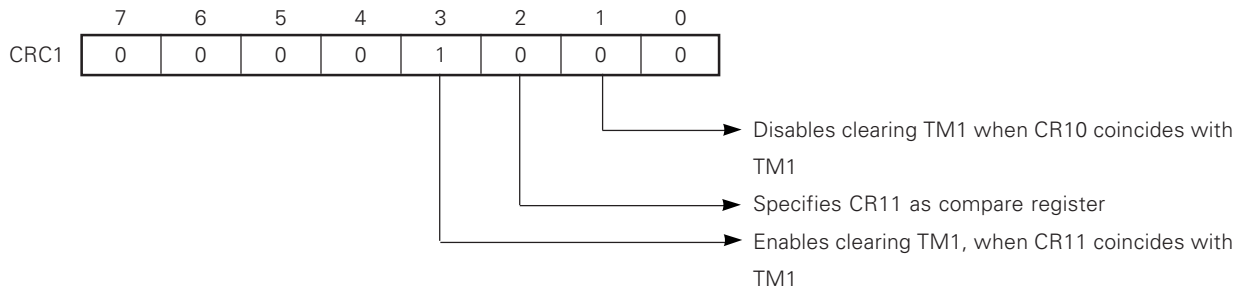 7 6 5 4 3 2 1 0
CRC1 0 0 0 0 1 0 0 0
Disables clearing TM1 when CR10 coincides with
TM1
Specifies CR11 as compare register
Enables clearing TM1, when CR11 coincides with
TM1